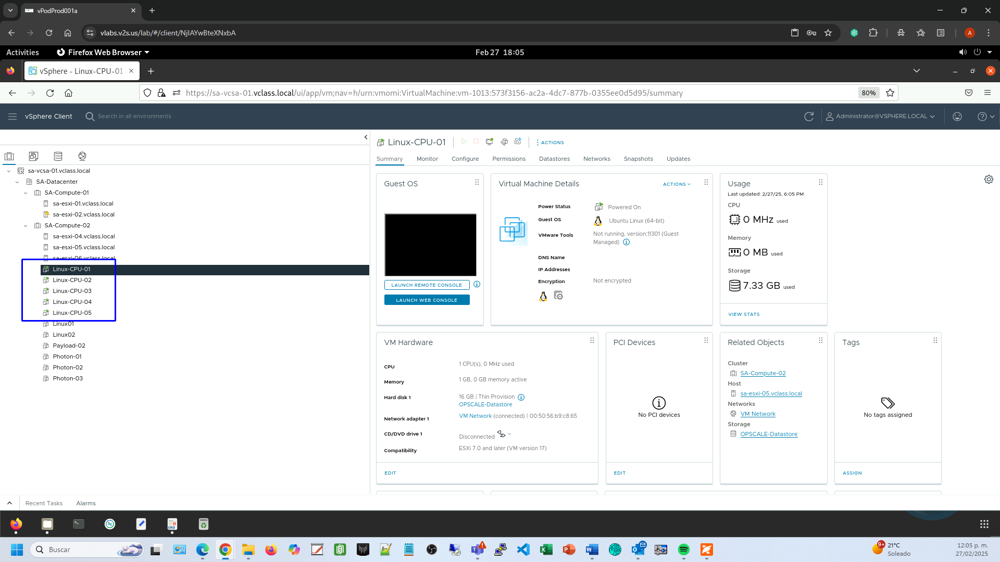 vPodProd001a
vlabs.v2s.us/lab/#/client/NjIAYwBteXNxbA
A
Activities
Firefox Web Browser
Feb 27 18:05
vSphere - Linux-CPU-01
https://sa-vcsa-01.vclass.local/ui/app/vm;nav=h/urn:vmomi:VirtualMachine:vm-1013:573f3156-ac2a-4dc7-877b-0355ee0d5d95/summary
80%
vSphere Client
Search in all environments
Administrator@VSPHERE.LOCAL
sa-vcsa-01.vclass.local
SA-Datacenter
SA-Compute-01
sa-esxi-01.vclass.local
sa-esxi-02.vclass.local
SA-Compute-02
sa-esxi-04.vclass.local
sa-esxi-05.vclass.local
sa-esxi-06.vclass.local
Linux-CPU-01
Linux-CPU-02
Linux-CPU-03
Linux-CPU-04
Linux-CPU-05
Linux01
Linux02
Payload-02
Photon-01
Photon-02
Photon-03
Linux-CPU-01
ACTIONS
Summary Monitor Configure Permissions Datastores Networks Snapshots Updates
Guest OS
LAUNCH REMOTE CONSOLE
LAUNCH WEB CONSOLE
Virtual Machine Details
ACTIONS
Power Status Powered On
Guest OS Ubuntu Linux (64-bit)
VMware Tools Not running, version:11301 (Guest
Managed)
DNS Name
IP Addresses
Encryption Not encrypted
Usage
Last updated: 2/27/25, 6:05 PM
CPU
0 MHz used
Memory
0 MB used
Storage
7.33 GB used
VIEW STATS
VM Hardware
CPU 1 CPU(s), 0 MHz used
Memory 1 GB, 0 GB memory active
Hard disk 1 16 GB | Thin Provision
OPSCALE-Datastore
Network adapter 1 VM Network (connected) | 00:50:56:b9:c8:65
CD/DVD drive 1 Disconnected
Compatibility ESXi 7.0 and later (VM version 17)
EDIT
PCI Devices
No PCI devices
EDIT
Related Objects
Cluster
SA-Compute-02
Host
sa-esxi-05.vclass.local
Networks
VM Network
Storage
OPSCALE-Datastore
Tags
No tags assigned
ASSIGN
Recent Tasks Alarms
Buscar
9+
21°C
Soleado
12:05 p. m.
27/02/2025